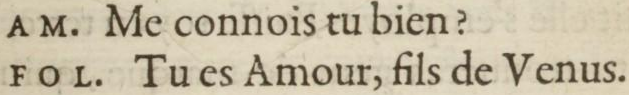 AM. Me connois tu bien?
FOL. Tu es Amour, fils de Venus.